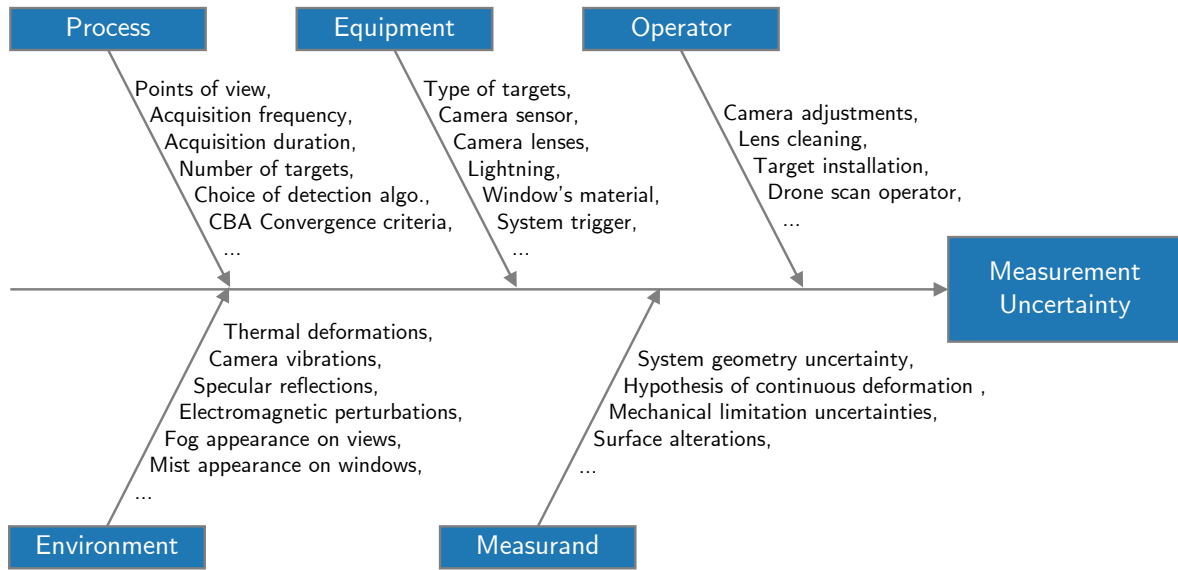 Process
Equipment
Operator
Points of view,
Acquisition frequency,
Acquisition duration,
Number of targets,
Choice of detection algo.,
CBA Convergence criteria,
...
Type of targets,
Camera sensor,
Camera lenses,
Lightning,
Window's material,
System trigger,
...
Camera adjustments,
Lens cleaning,
Target installation,
Drone scan operator,
...
Measurement
Uncertainty
Thermal deformations,
Camera vibrations,
Specular reflections,
Electromagnetic perturbations,
Fog appearance on views,
Mist appearance on windows,
...
System geometry uncertainty,
Hypothesis of continuous deformation ,
Mechanical limitation uncertainties,
Surface alterations,
...
Environment
Measurand